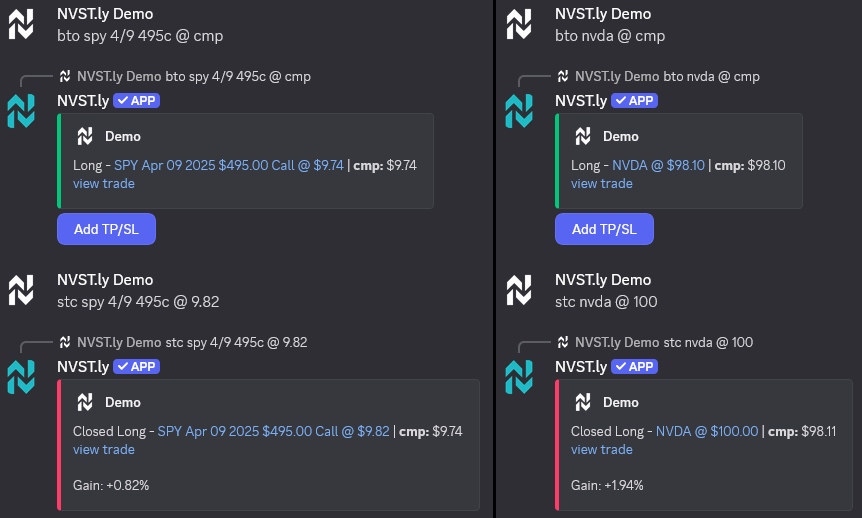 NVST.ly Demo
bto spy 4/9 495c @ cmp
NVST.ly Demo bto spy 4/9 495c @ cmp
NVST.ly ✓ APP
Demo
Long - SPY Apr 09 2025 $495.00 Call @ $9.74 | cmp: $9.74
view trade
Add TP/SL
NVST.ly Demo
stc spy 4/9 495c @ 9.82
NVST.ly Demo stc spy 4/9 495c @ 9.82
NVST.ly ✓ APP
Demo
Closed Long - SPY Apr 09 2025 $495.00 Call @ $9.82 | cmp: $9.74
view trade
Gain: +0.82%
NVST.ly Demo
bto nvda @ cmp
NVST.ly Demo bto nvda @ cmp
NVST.ly ✓ APP
Demo
Long - NVDA @ $98.10 | cmp: $98.10
view trade
Add TP/SL
NVST.ly Demo
stc nvda @ 100
NVST.ly Demo stc nvda @ 100
NVST.ly ✓ APP
Demo
Closed Long - NVDA @ $100.00 | cmp: $98.11
view trade
Gain: +1.94%